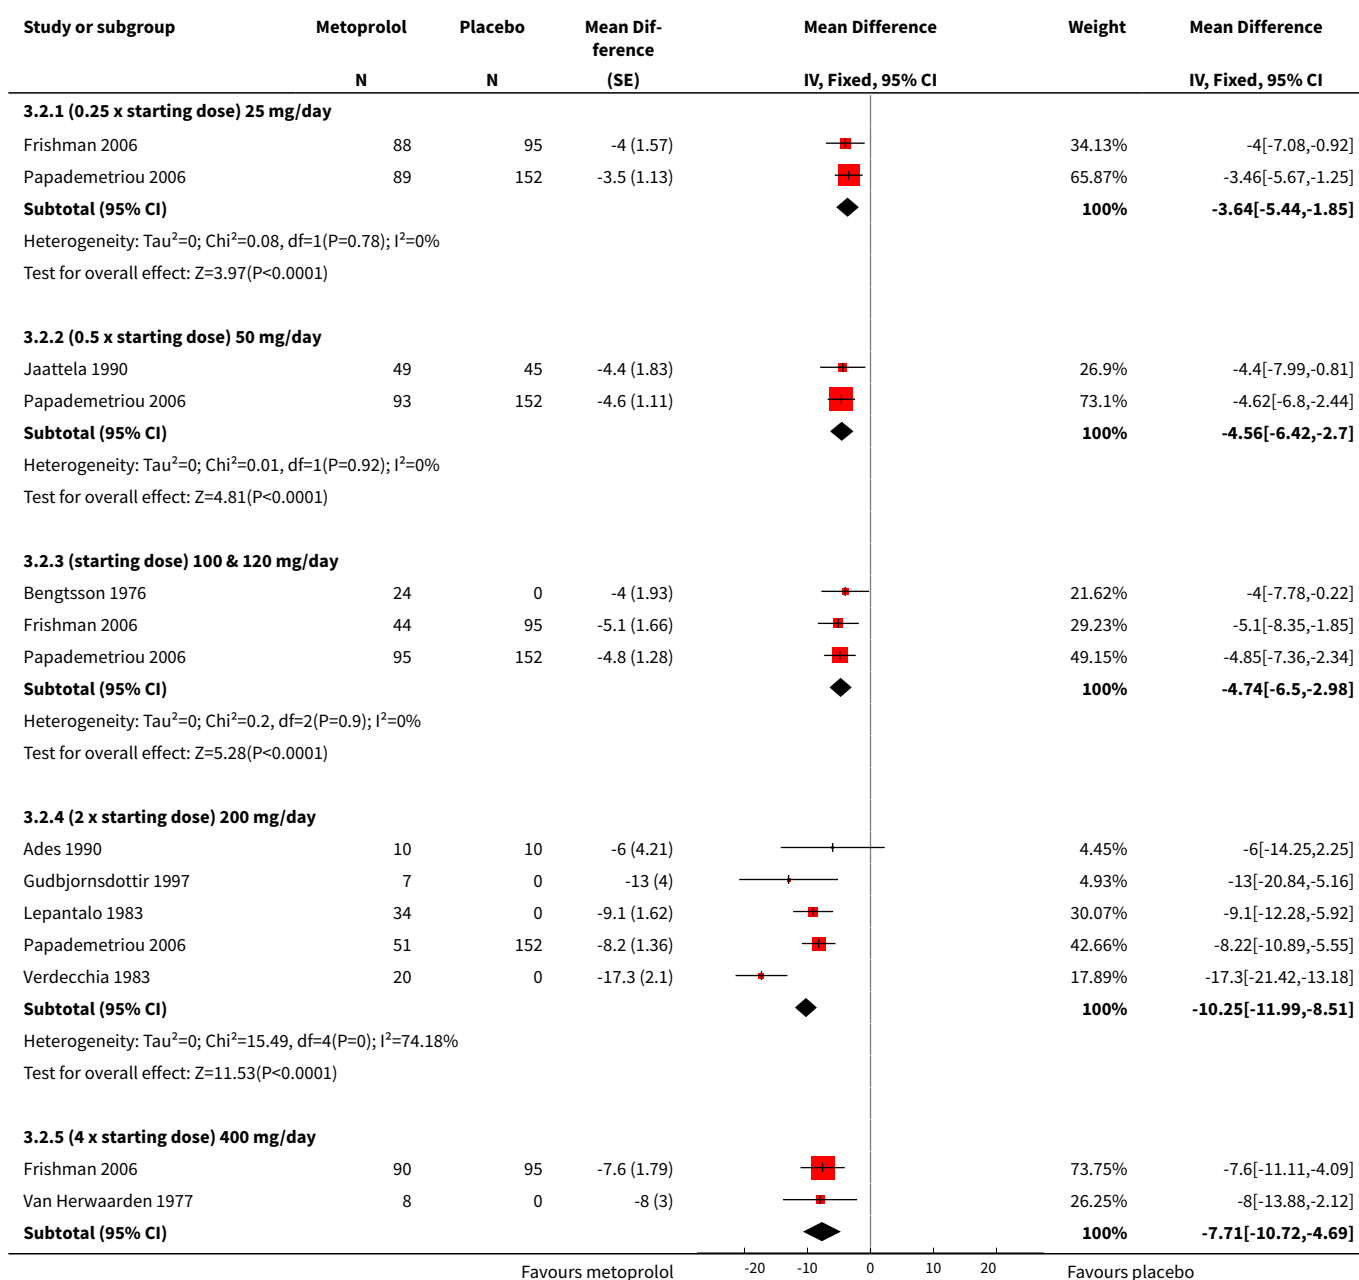 Study or subgroup Metoprolol Placebo Mean Dif- Mean Difference Weight Mean Difference
ference
N N (SE) IV, Fixed, 95% CI IV, Fixed, 95% CI
3.2.1 (0.25 x starting dose) 25 mg/day
Frishman 2006 88 95 -4 (1.57) 34.13% -4[-7.08,-0.92]
Papademetriou 2006 89 152 -3.5 (1.13) 65.87% -3.46[-5.67,-1.25]
Subtotal (95% CI) 100% -3.64[-5.44,-1.85]
Heterogeneity: Tau²=0; Chi²=0.08, df=1(P=0.78); I²=0%
Test for overall effect: Z=3.97(P<0.0001)
3.2.2 (0.5 x starting dose) 50 mg/day
Jaattela 1990 49 45 -4.4 (1.83) 26.9% -4.4[-7.99,-0.81]
Papademetriou 2006 93 152 -4.6 (1.11) 73.1% -4.62[-6.8,-2.44]
Subtotal (95% CI) 100% -4.56[-6.42,-2.7]
Heterogeneity: Tau²=0; Chi²=0.01, df=1(P=0.92); I²=0%
Test for overall effect: Z=4.81(P<0.0001)
3.2.3 (starting dose) 100 & 120 mg/day
Bengtsson 1976 24 0 -4 (1.93) 21.62% -4[-7.78,-0.22]
Frishman 2006 44 95 -5.1 (1.66) 29.23% -5.1[-8.35,-1.85]
Papademetriou 2006 95 152 -4.8 (1.28) 49.15% -4.85[-7.36,-2.34]
Subtotal (95% CI) 100% -4.74[-6.5,-2.98]
Heterogeneity: Tau²=0; Chi²=0.2, df=2(P=0.9); I²=0%
Test for overall effect: Z=5.28(P<0.0001)
3.2.4 (2 x starting dose) 200 mg/day
Ades 1990 10 10 -6 (4.21) 4.45% -6[-14.25,2.25]
Gudbjornsdottir 1997 7 0 -13 (4) 4.93% -13[-20.84,-5.16]
Lepantalo 1983 34 0 -9.1 (1.62) 30.07% -9.1[-12.28,-5.92]
Papademetriou 2006 51 152 -8.2 (1.36) 42.66% -8.22[-10.89,-5.55]
Verdecchia 1983 20 0 -17.3 (2.1) 17.89% -17.3[-21.42,-13.18]
Subtotal (95% CI) 100% -10.25[-11.99,-8.51]
Heterogeneity: Tau²=0; Chi²=15.49, df=4(P=0); I²=74.18%
Test for overall effect: Z=11.53(P<0.0001)
3.2.5 (4 x starting dose) 400 mg/day
Frishman 2006 90 95 -7.6 (1.79) 73.75% -7.6[-11.11,-4.09]
Van Herwaarden 1977 8 0 -8 (3) 26.25% -8[-13.88,-2.12]
Subtotal (95% CI) 100% -7.71[-10.72,-4.69]
Favours metoprolol -20 -10 0 10 20 Favours placebo